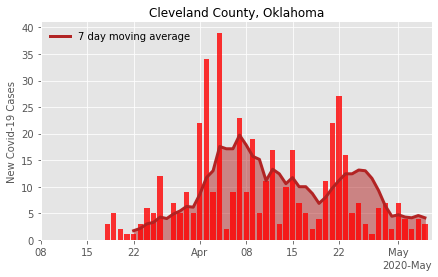 Cleveland County, Oklahoma
7 day moving average
New Covid-19 Cases
40
35
30
25
20
15
10
5
0
08 15 22 Apr 08 15 22 May
2020-May